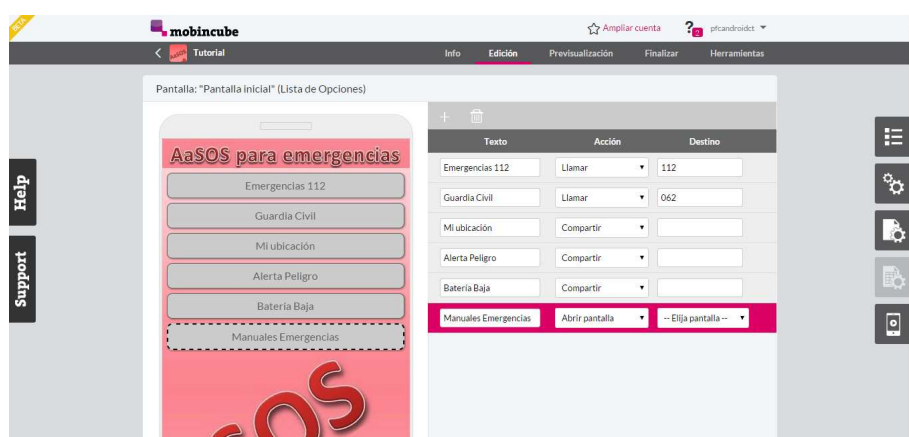 BETA
mobincube
Ampliar cuenta
?2
pfcandroidct
Tutorial
Info Edición Previsualización Finalizar Herramientas
Pantalla: "Pantalla inicial" (Lista de Opciones)
Texto Acción Destino
AaSOS para emergencias
Emergencias 112
Guardia Civil
Mi ubicación
Alerta Peligro
Batería Baja
Manuales Emergencias
SOS
Emergencias 112 Llamar 112
Guardia Civil Llamar 062
Mi ubicación Compartir
Alerta Peligro Compartir
Batería Baja Compartir
Manuales Emergencias Abrir pantalla -- Elija pantalla --
Help
Support